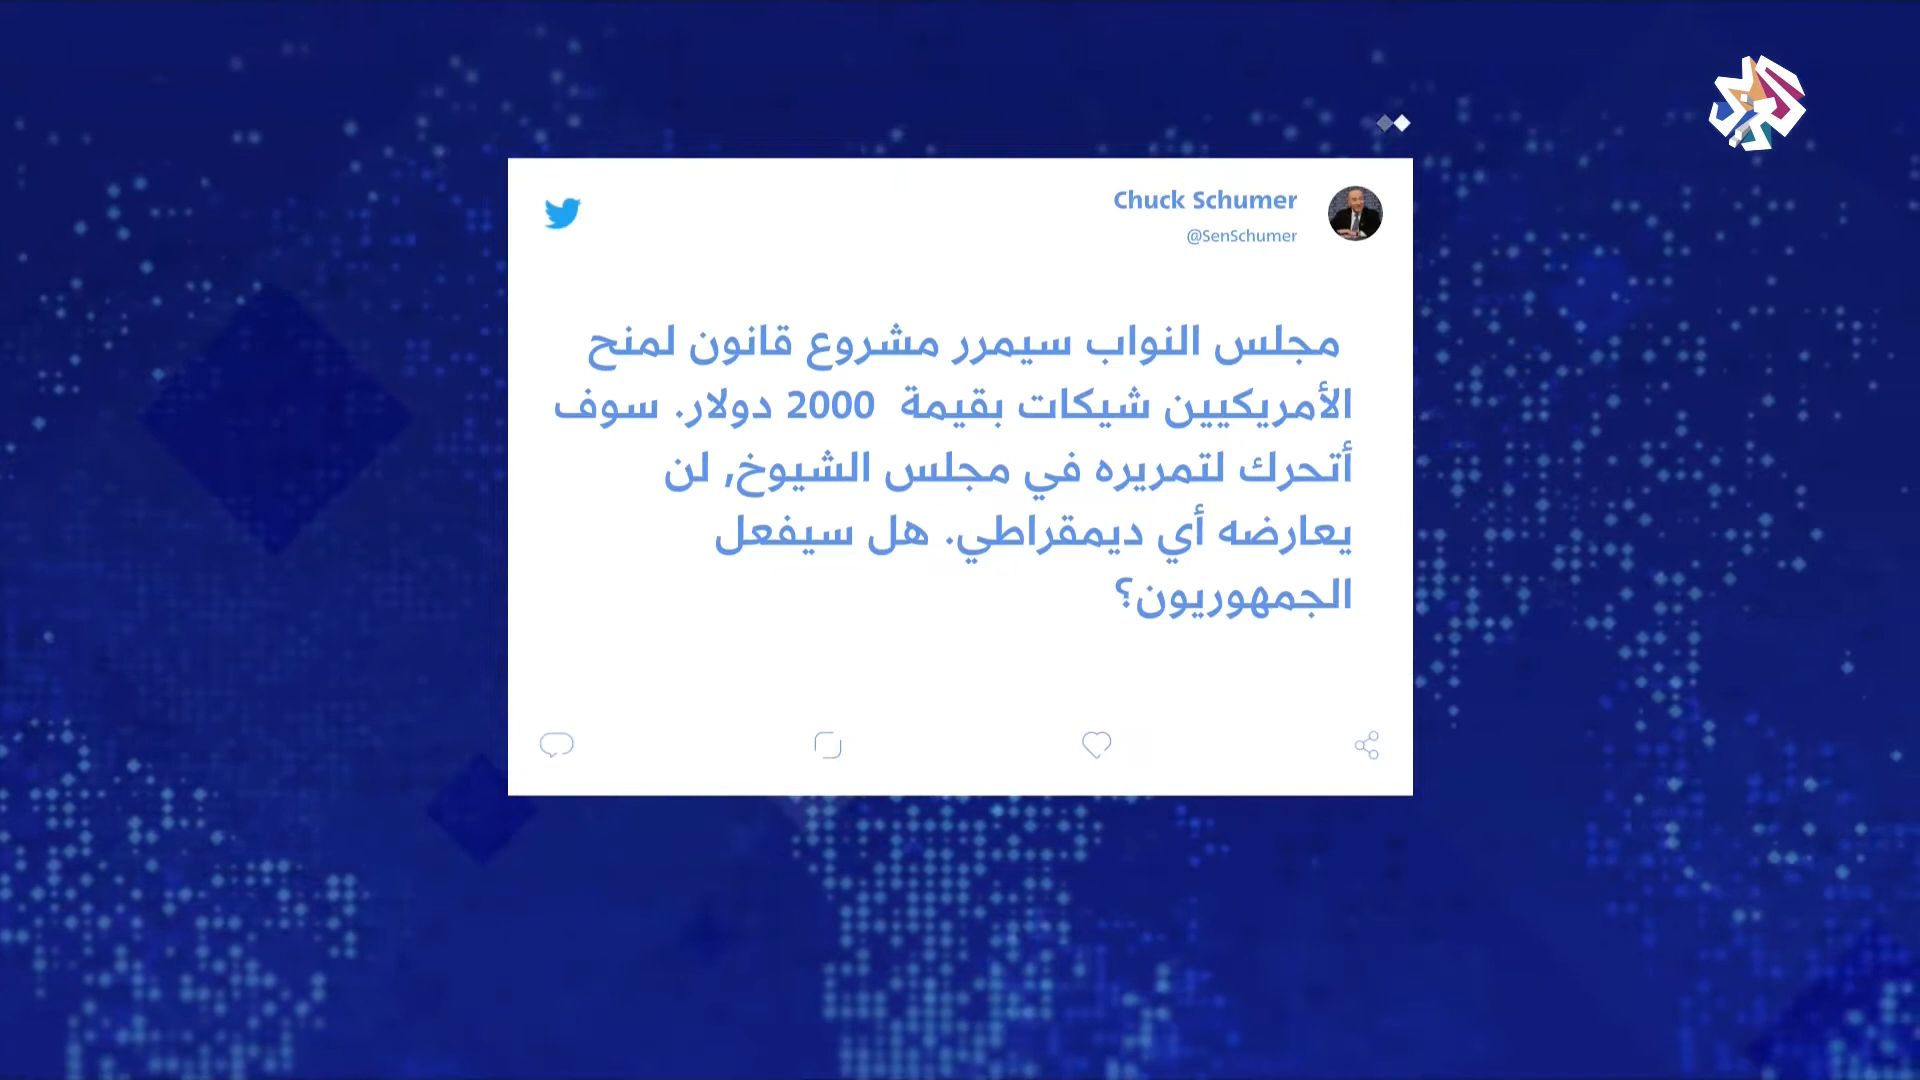 Chuck Schumer
@SenSchumer
مجلس النواب سيمرر مشروع قانون لمنح
الأمريكيين شيكات بقيمة 2000 دولار. سوف
أتحرك لتمريره في مجلس الشيوخ, لن
يعارضه أي ديمقراطي. هل سيفعل
الجمهوريون؟